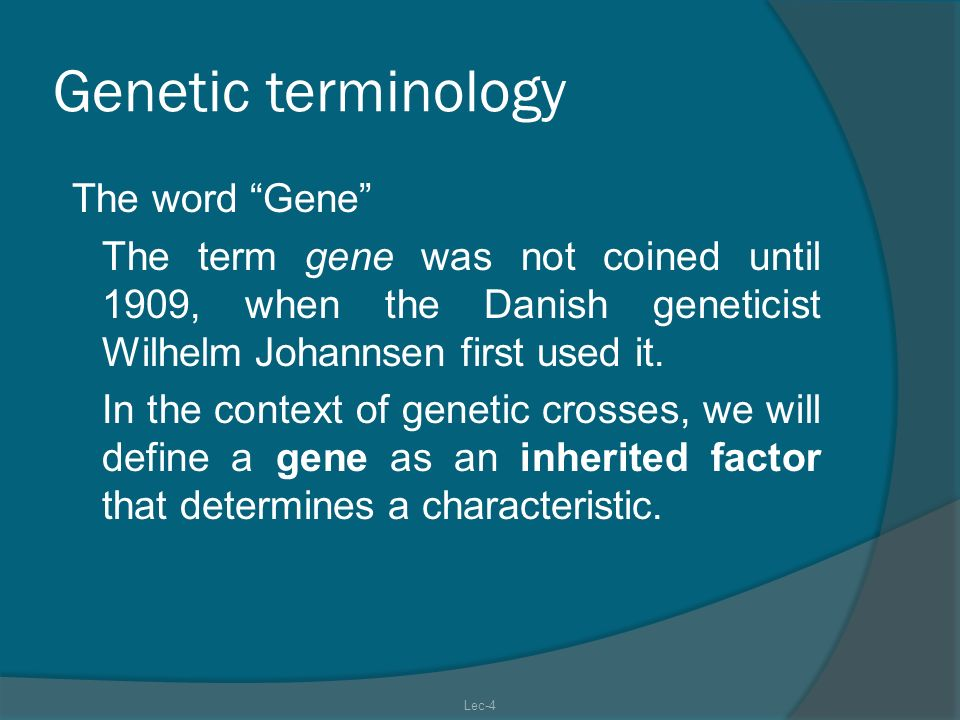 Genetic terminology
The word “Gene”
The term gene was not coined until
1909, when the Danish geneticist
Wilhelm Johannsen first used it.
In the context of genetic crosses, we will
define a gene as an inherited factor
that determines a characteristic.
Lec-4